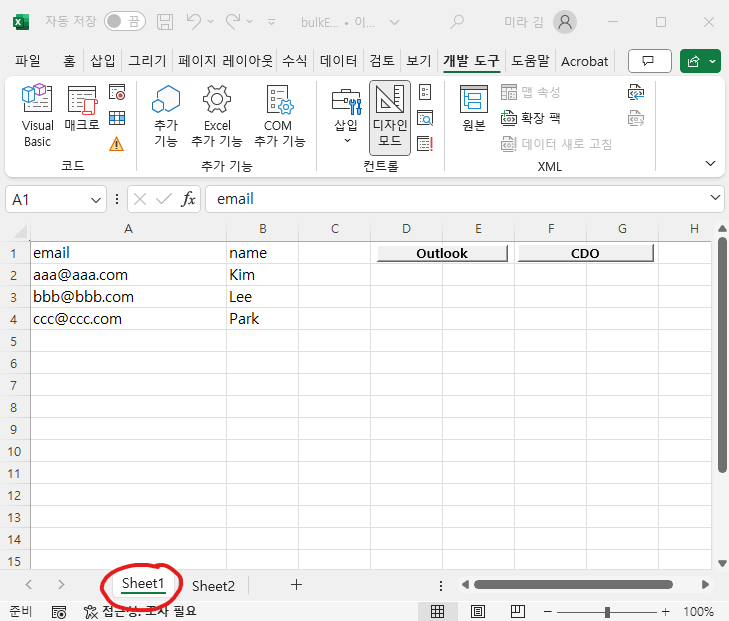 자동 저장 끔 bulkE... • 이... 미라 김
파일 홈 삽입 그리기 페이지 레이아웃 수식 데이터 검토 보기 개발 도구 도움말 Acrobat
Visual Basic 매크로 추가 기능 Excel 추가 기능 COM 추가 기능 삽입 디자인 모드 원본 맵 속성
확장 팩
데이터 새로 고침
코드 추가 기능 컨트롤 XML
A1 fx email
A B C D E F G H
1 email name Outlook CDO
2 aaa@aaa.com Kim
3 bbb@bbb.com Lee
4 ccc@ccc.com Park
5
6
7
8
9
10
11
12
13
14
15
Sheet1 Sheet2 +
준비 접근성: 조사 필요 100%